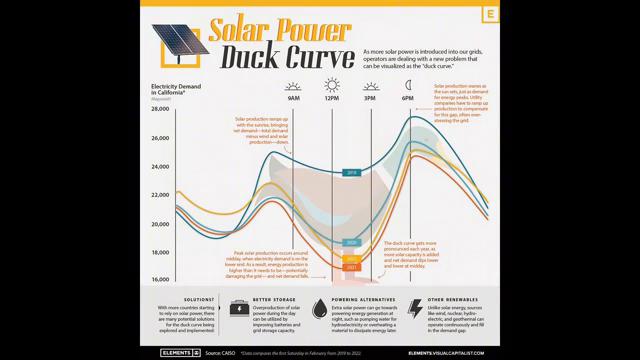 Solar Power
Duck Curve
E
As more solar power is introduced into our grids,
operators are dealing with a new problem that
can be visualized as the "duck curve."
Electricity Demand
in California*
(Megawatts)
9AM
12PM
3PM
6PM
Solar production wanes as
the sun sets, just as demand
for energy peaks. Utility
companies have to ramp up
production to compensate
for this gap, often over-
stressing the grid.
28,000
26,000
24,000
22,000
20,000
18,000
16,000
Solar production ramps up
with the sunrise, bringing
net demand—total demand
minus wind and solar
production—down.
2019
2020
2021
Peak solar production occurs around
midday, when electricity demand is on the
lower end. As a result, energy production is
higher than it needs to be—potentially
damaging the grid— and net demand falls.
The duck curve gets more
pronounced each year, as
more solar capacity is added
and net demand dips lower
and lower at midday.
SOLUTIONS?
With more countries starting
to rely on solar power, there
are many potential solutions
for the duck curve being
explored and implemented:
BETTER STORAGE
Overproduction of solar
power during the day
can be utilized by
improving batteries and
grid storage capacity.
POWERING ALTERNATIVES
Extra solar power can go towards
powering energy generation at
night, such as pumping water for
hydroelectricity or overheating a
material to dissipate energy later.
OTHER RENEWABLES
Unlike solar energy, sources
like wind, nuclear, hydro-
electric, and geothermal can
operate continuously and fill
in the demand gap.
ELEMENTS
Source: CAISO
*Data compares the first Saturday in February from 2019 to 2022.
ELEMENTS.VISUALCAPITALIST.COM